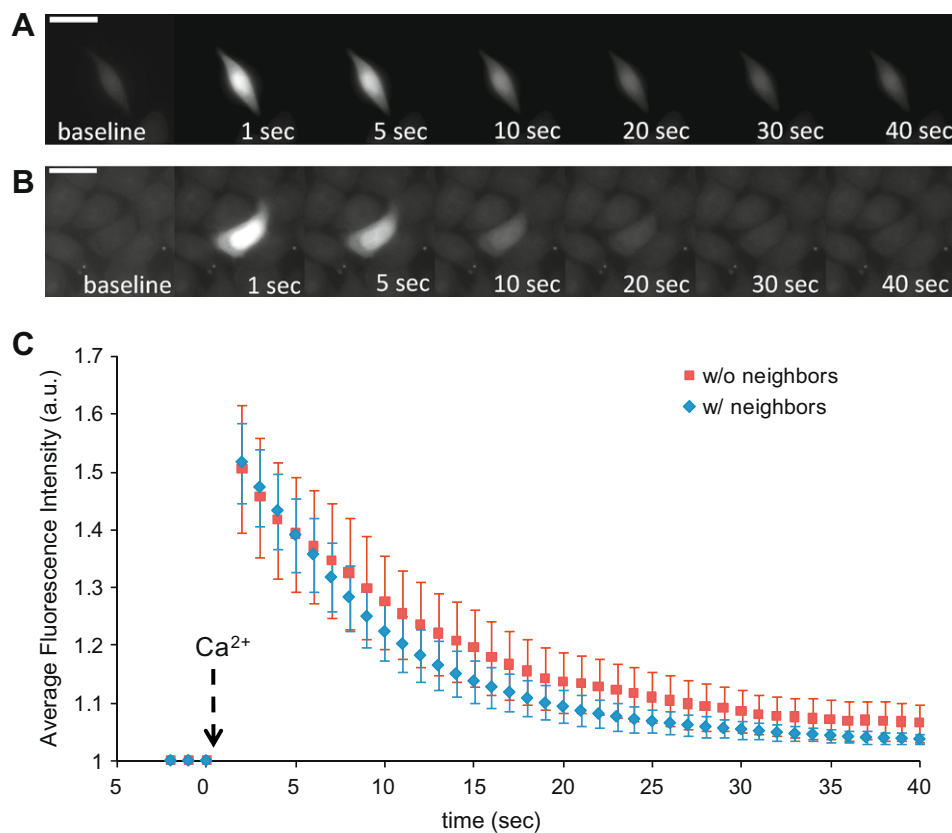 A
baseline 1 sec 5 sec 10 sec 20 sec 30 sec 40 sec
B
baseline 1 sec 5 sec 10 sec 20 sec 30 sec 40 sec
C
1.7
1.6
1.5
1.4
1.3
1.2
1.1
1
Average Fluorescence Intensity (a.u.)
w/o neighbors
w/ neighbors
Ca²⁺
5 0 5 10 15 20 25 30 35 40
time (sec)